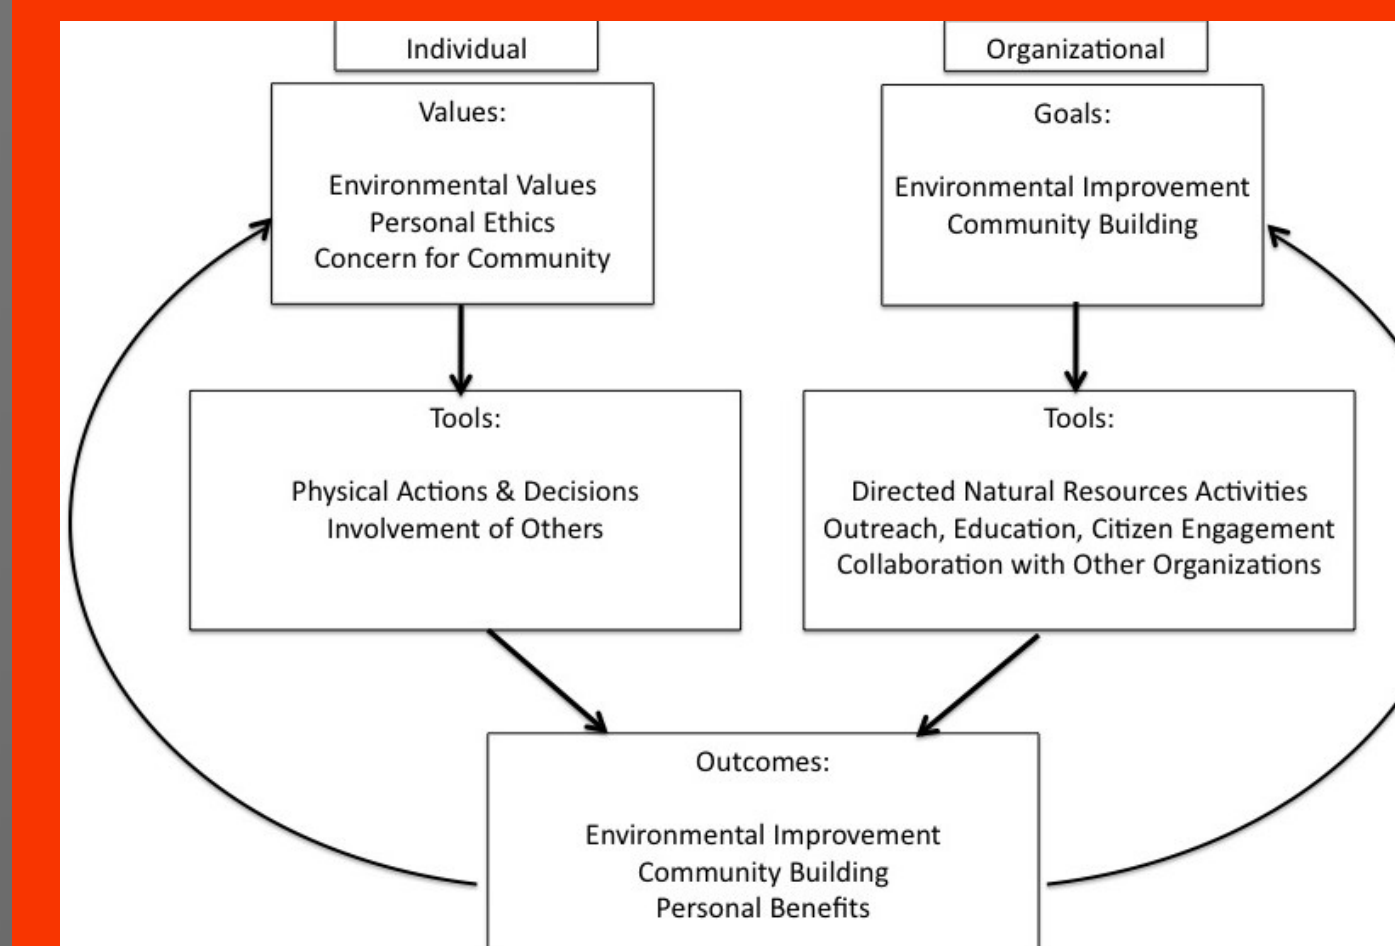 Individual
Organizational
Values:
Environmental Values
Personal Ethics
Concern for Community
Goals:
Environmental Improvement
Community Building
Tools:
Physical Actions & Decisions
Involvement of Others
Tools:
Directed Natural Resources Activities
Outreach, Education, Citizen Engagement
Collaboration with Other Organizations
Outcomes:
Environmental Improvement
Community Building
Personal Benefits